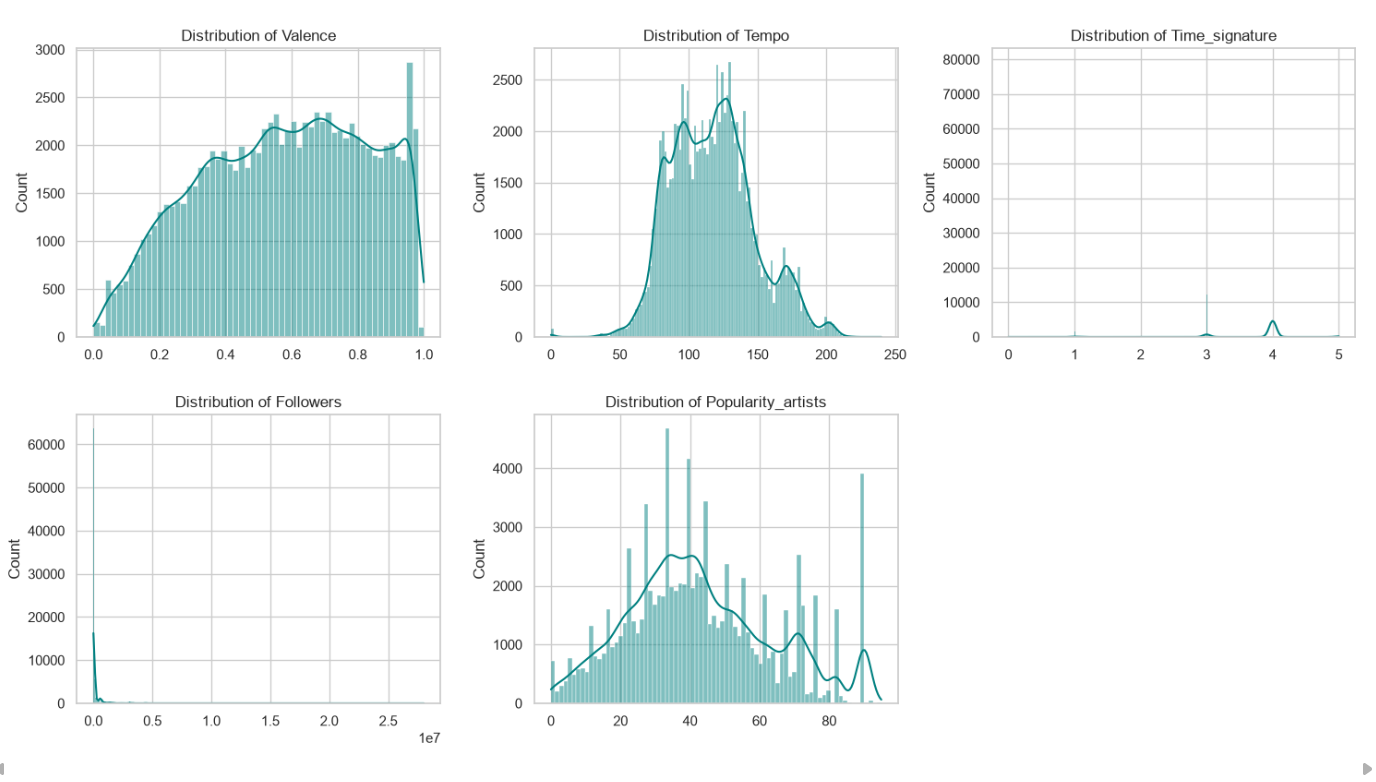 Distribution of Valence
Count
3000
2500
2000
1500
1000
500
0
0.0 0.2 0.4 0.6 0.8 1.0
Distribution of Tempo
Count
2500
2000
1500
1000
500
0
0 50 100 150 200 250
Distribution of Time_signature
Count
80000
70000
60000
50000
40000
30000
20000
10000
0
0 1 2 3 4 5
Distribution of Followers
Count
60000
50000
40000
30000
20000
10000
0
0.0 0.5 1.0 1.5 2.0 2.5
1e7
Distribution of Popularity_artists
Count
4000
3000
2000
1000
0
0 20 40 60 80